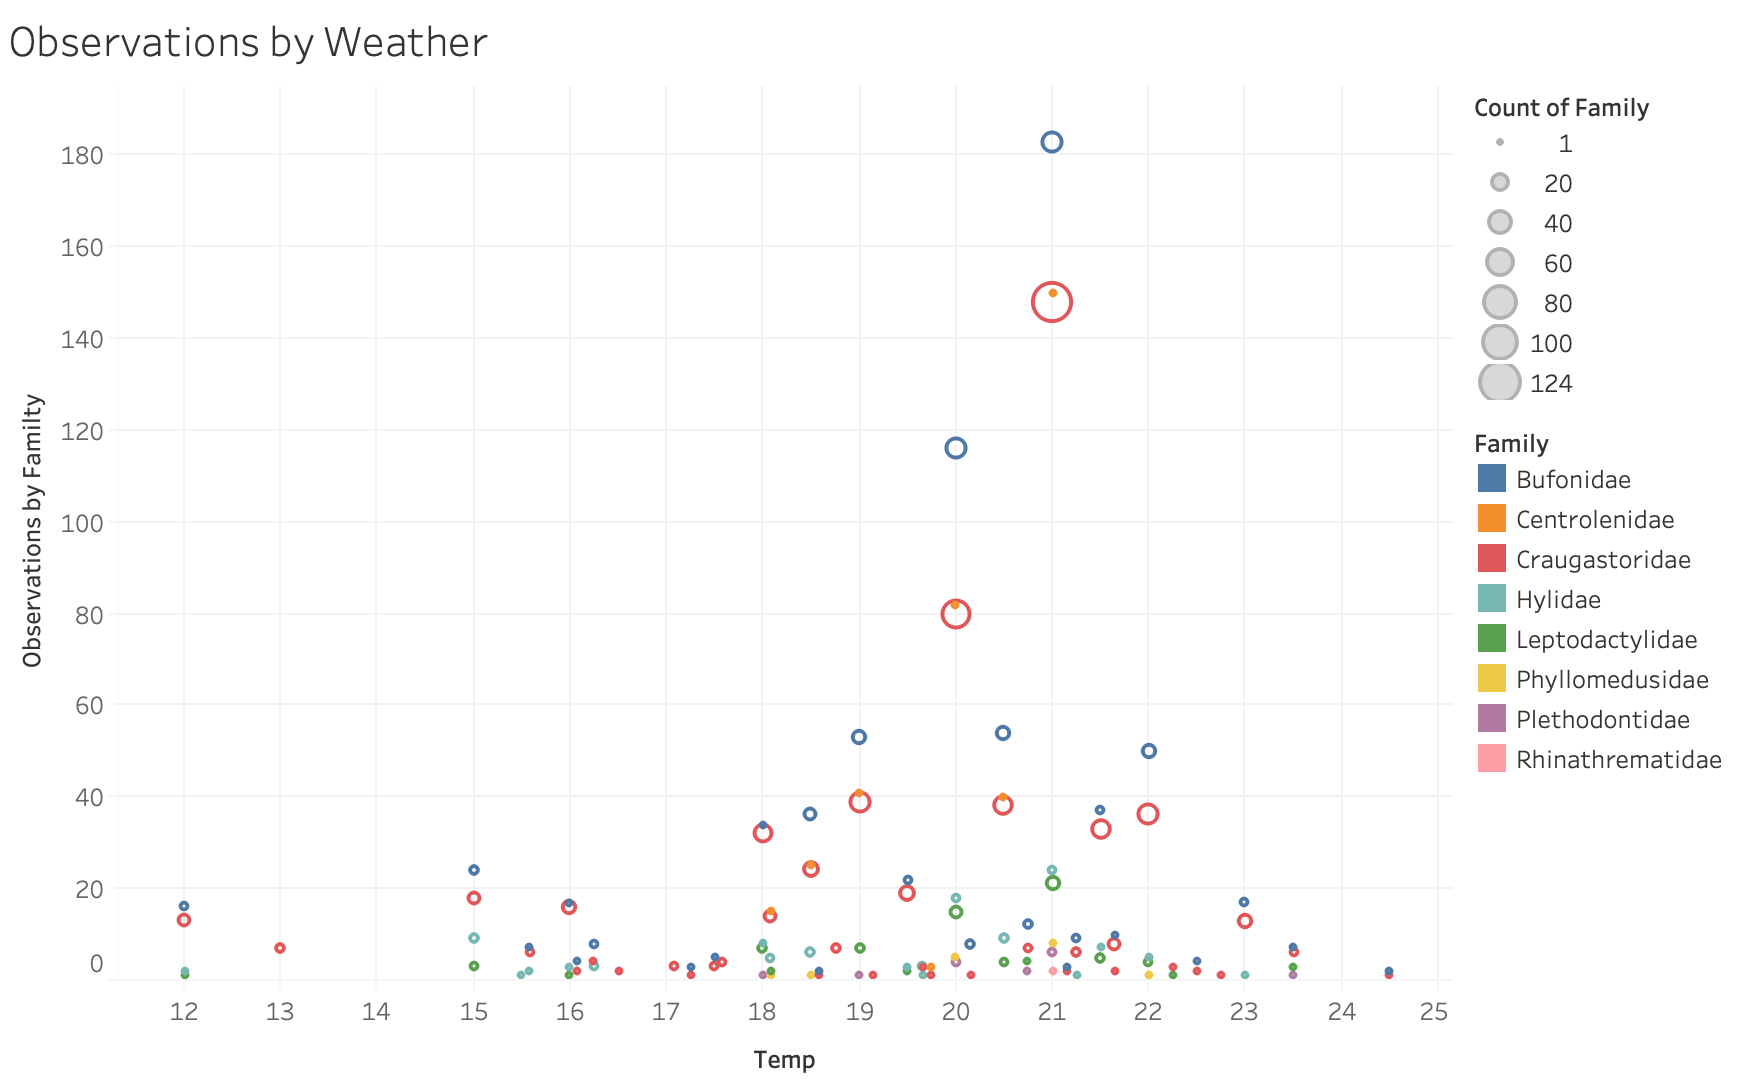 Observations by Weather
Observations by Familty
180
160
140
120
100
80
60
40
20
0
12 13 14 15 16 17 18 19 20 21 22 23 24 25
Temp
Count of Family
1
20
40
60
80
100
124
Family
Bufonidae
Centrolenidae
Craugastoridae
Hylidae
Leptodactylidae
Phyllomedusidae
Plethodontidae
Rhinathrematidae